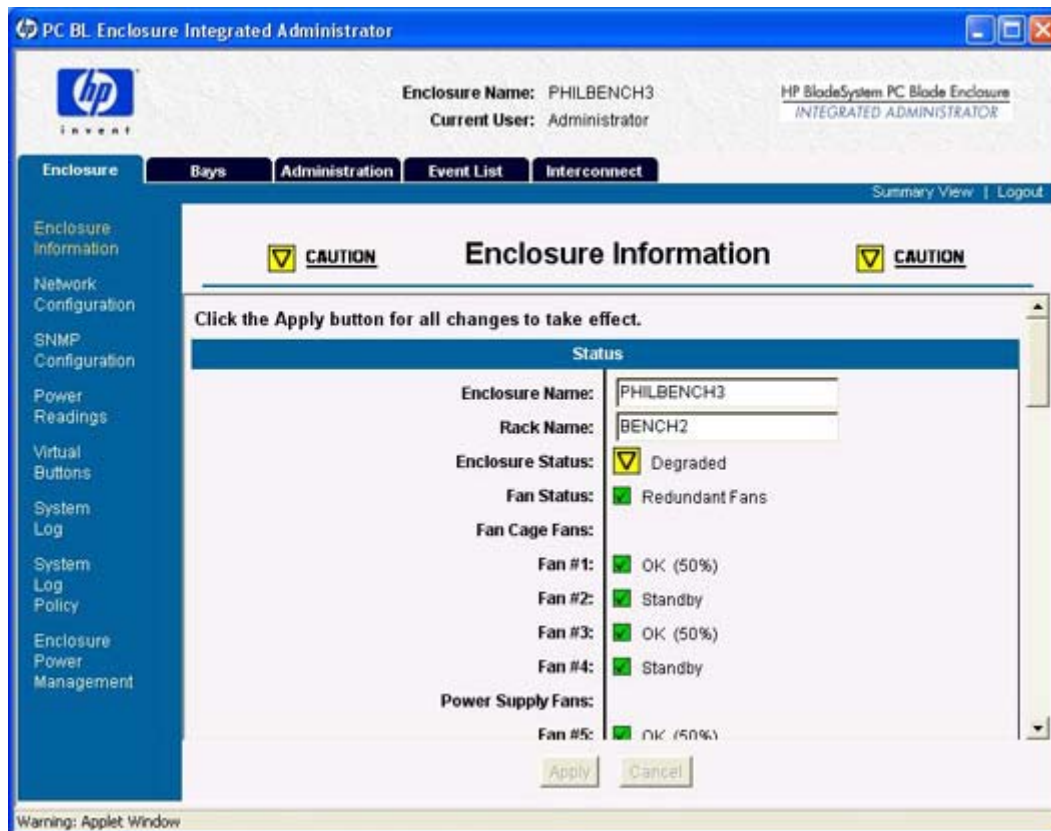 PC BL Enclosure Integrated Administrator
hp
invent
Enclosure Name: PHILBENCH3
Current User: Administrator
HP BladeSystem PC Blade Enclosure
INTEGRATED ADMINISTRATOR
Enclosure Bays Administration Event List Interconnect
Summary View | Logout
Enclosure
Information
Network
Configuration
SNMP
Configuration
Power
Readings
Virtual
Buttons
System
Log
System
Log
Policy
Enclosure
Power
Management
CAUTION Enclosure Information CAUTION
Click the Apply button for all changes to take effect.
Status
Enclosure Name: PHILBENCH3
Rack Name: BENCH2
Enclosure Status: Degraded
Fan Status: Redundant Fans
Fan Cage Fans:
Fan #1: OK (50%)
Fan #2: Standby
Fan #3: OK (50%)
Fan #4: Standby
Power Supply Fans:
Fan #5: OK (50%)
Apply Cancel
Warning: Applet Window